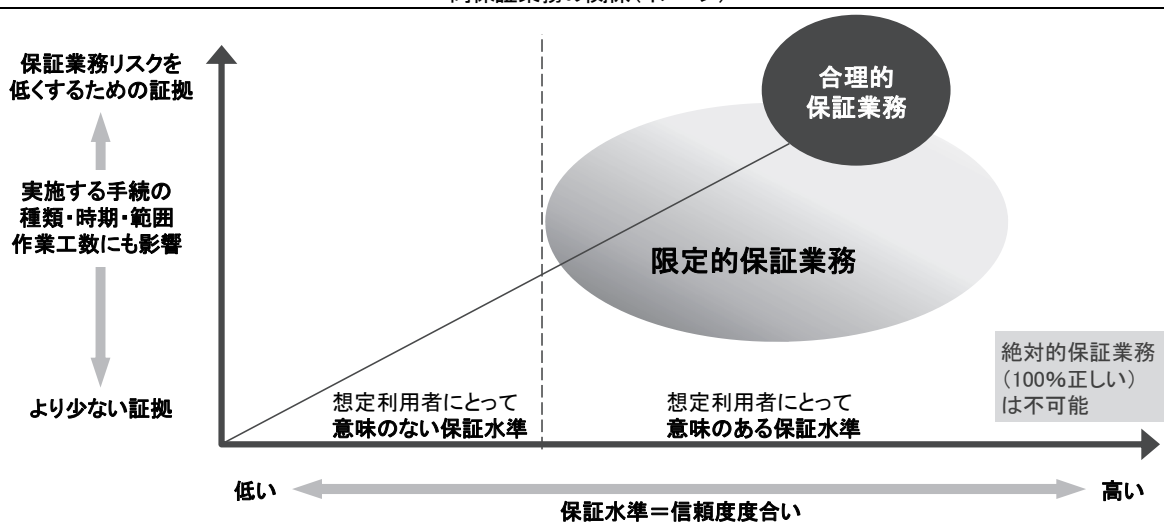 保証業務リスクを
低くするための証拠
実施する手続の
種類・時期・範囲
作業工数にも影響
より少ない証拠
合理的
保証業務
限定的保証業務
絶対的保証業務
(100%正しい)
は不可能
想定利用者にとって
意味のない保証水準
想定利用者にとって
意味のある保証水準
低い
高い
保証水準＝信頼度度合い